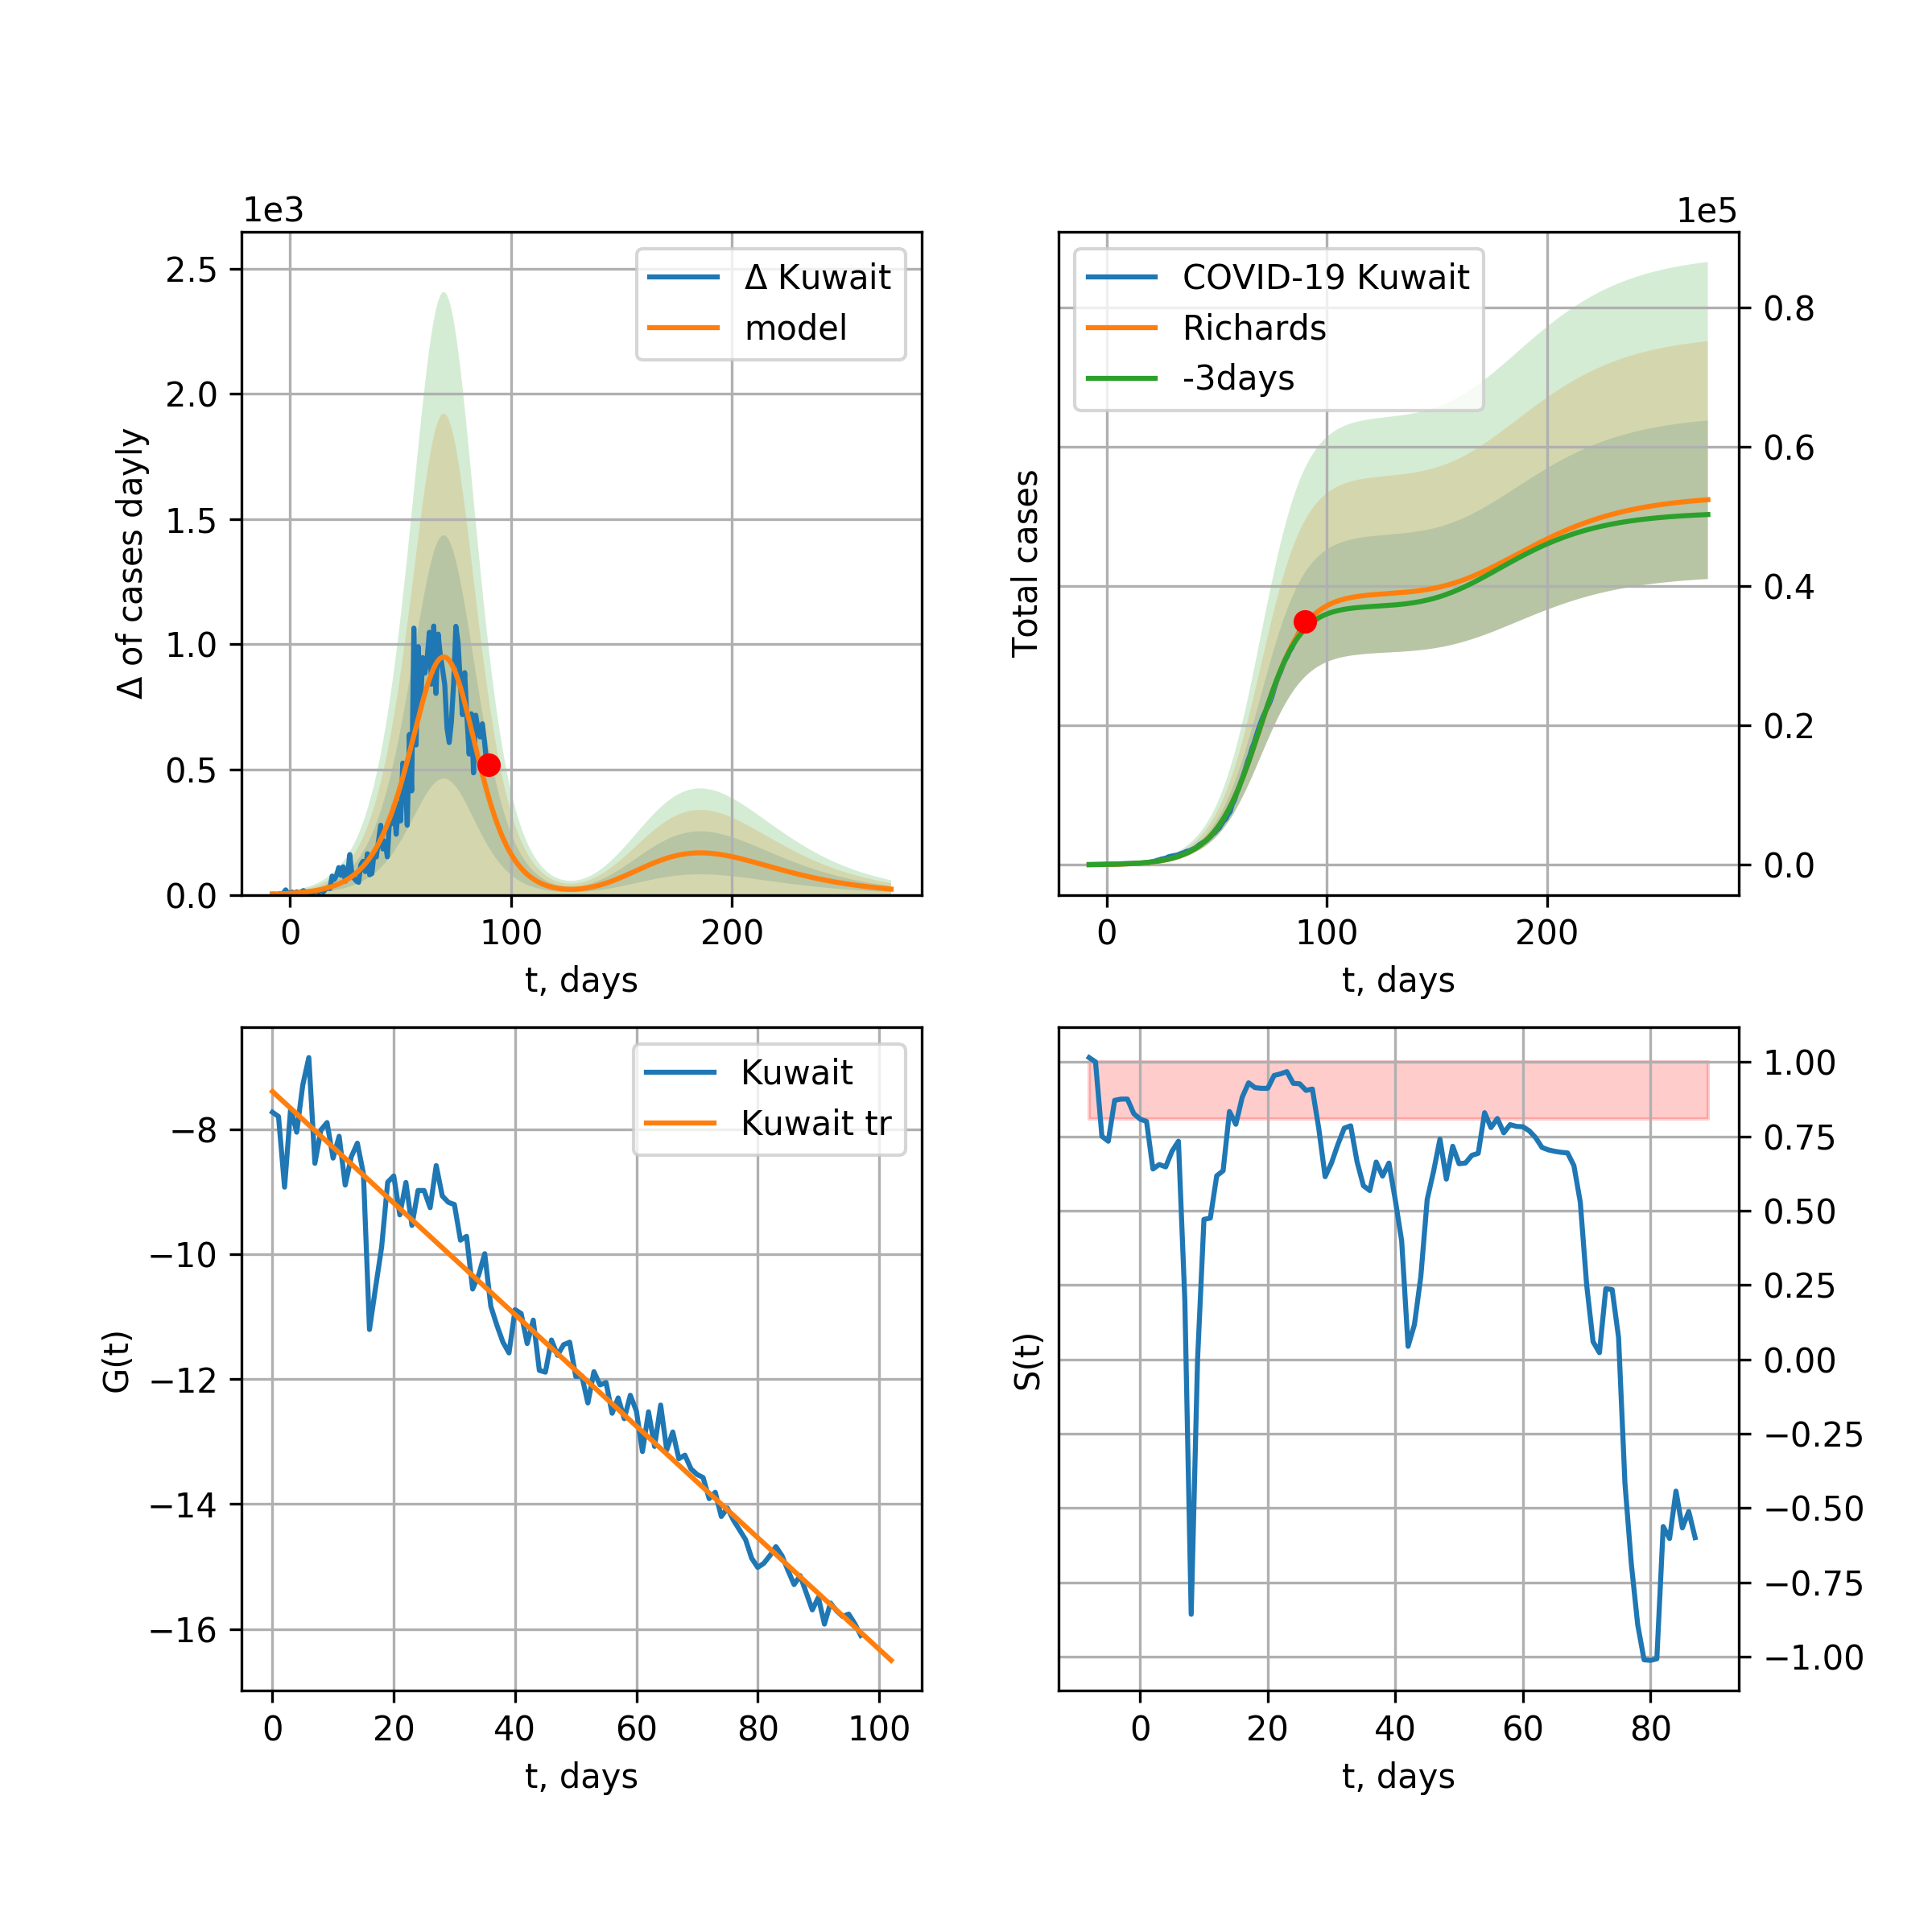 1e3
2.5
2.0
1.5
1.0
0.5
0.0
Δ of cases dayly
Δ Kuwait
model
0 100 200
t, days
1e5
COVID-19 Kuwait
Richards
-3days
Total cases
0.8
0.6
0.4
0.2
0.0
0 100 200
t, days
G(t)
−8
−10
−12
−14
−16
Kuwait
Kuwait tr
0 20 40 60 80 100
t, days
S(t)
1.00
0.75
0.50
0.25
0.00
−0.25
−0.50
−0.75
−1.00
0 20 40 60 80
t, days